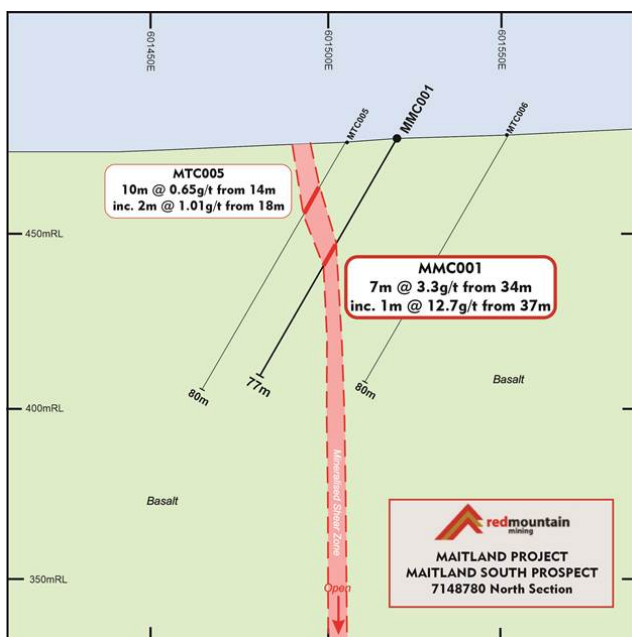 601450E
601500E
601550E
MTC005
MMC001
MTC006
MTC005
10m @ 0.65g/t from 14m
inc. 2m @ 1.01g/t from 18m
450mRL
MMC001
7m @ 3.3g/t from 34m
inc. 1m @ 12.7g/t from 37m
80m
77m
80m
Basalt
400mRL
Mineralised Shear Zone
Basalt
redmountain
mining
MAITLAND PROJECT
MAITLAND SOUTH PROSPECT
7148780 North Section
350mRL
Open